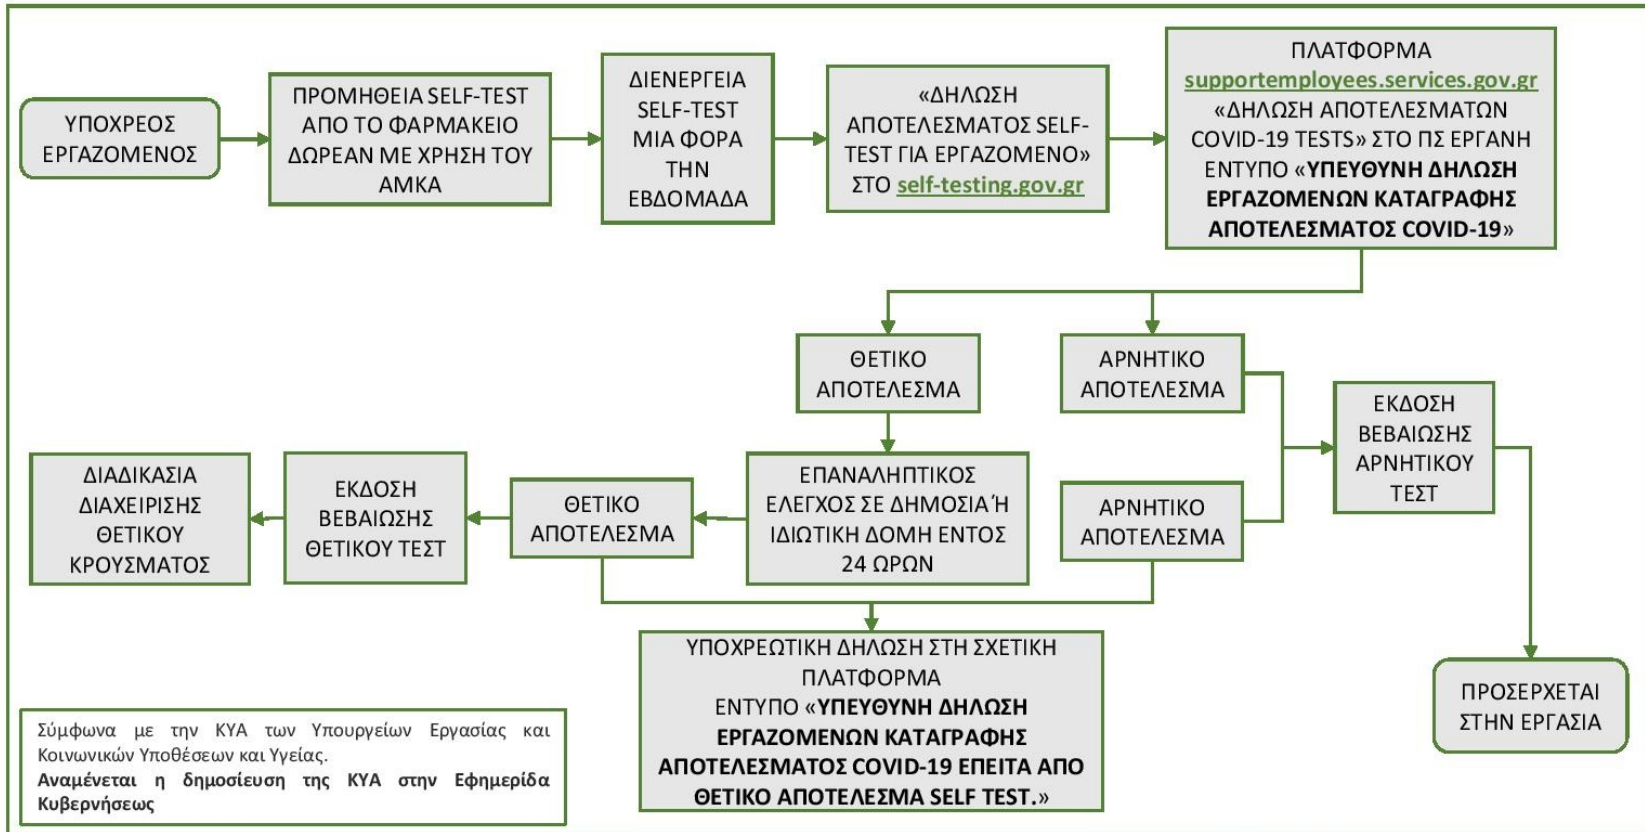 ΥΠΟΧΡΕΟΣ
ΕΡΓΑΖΟΜΕΝΟΣ
ΠΡΟΜΗΘΕΙΑ SELF-TEST
ΑΠΟ ΤΟ ΦΑΡΜΑΚΕΙΟ
ΔΩΡΕΑΝ ΜΕ ΧΡΗΣΗ ΤΟΥ
ΑΜΚΑ
ΔΙΕΝΕΡΓΕΙΑ
SELF-TEST
ΜΙΑ ΦΟΡΑ
ΤΗΝ
ΕΒΔΟΜΑΔΑ
«ΔΗΛΩΣΗ
ΑΠΟΤΕΛΕΣΜΑΤΟΣ SELF-
TEST ΓΙΑ ΕΡΓΑΖΟΜΕΝΟ»
ΣΤΟ self-testing.gov.gr
ΠΛΑΤΦΟΡΜΑ
supportemployees.services.gov.gr
«ΔΗΛΩΣΗ ΑΠΟΤΕΛΕΣΜΑΤΩΝ
COVID-19 TESTS» ΣΤΟ ΠΣ ΕΡΓΑΝΗ
ΕΝΤΥΠΟ «ΥΠΕΥΘΥΝΗ ΔΗΛΩΣΗ
ΕΡΓΑΖΟΜΕΝΩΝ ΚΑΤΑΓΡΑΦΗΣ
ΑΠΟΤΕΛΕΣΜΑΤΟΣ COVID-19»
ΘΕΤΙΚΟ
ΑΠΟΤΕΛΕΣΜΑ
ΑΡΝΗΤΙΚΟ
ΑΠΟΤΕΛΕΣΜΑ
ΕΚΔΟΣΗ
ΒΕΒΑΙΩΣΗΣ
ΑΡΝΗΤΙΚΟΥ
ΤΕΣΤ
ΔΙΑΔΙΚΑΣΙΑ
ΔΙΑΧΕΙΡΙΣΗΣ
ΘΕΤΙΚΟΥ
ΚΡΟΥΣΜΑΤΟΣ
ΕΚΔΟΣΗ
ΒΕΒΑΙΩΣΗΣ
ΘΕΤΙΚΟΥ ΤΕΣΤ
ΘΕΤΙΚΟ
ΑΠΟΤΕΛΕΣΜΑ
ΕΠΑΝΑΛΗΠΤΙΚΟΣ
ΕΛΕΓΧΟΣ ΣΕ ΔΗΜΟΣΙΑ Ή
ΙΔΙΩΤΙΚΗ ΔΟΜΗ ΕΝΤΟΣ
24 ΩΡΩΝ
ΑΡΝΗΤΙΚΟ
ΑΠΟΤΕΛΕΣΜΑ
ΥΠΟΧΡΕΩΤΙΚΗ ΔΗΛΩΣΗ ΣΤΗ ΣΧΕΤΙΚΗ
ΠΛΑΤΦΟΡΜΑ
ΕΝΤΥΠΟ «ΥΠΕΥΘΥΝΗ ΔΗΛΩΣΗ
ΕΡΓΑΖΟΜΕΝΩΝ ΚΑΤΑΓΡΑΦΗΣ
ΑΠΟΤΕΛΕΣΜΑΤΟΣ COVID-19 ΕΠΕΙΤΑ ΑΠΟ
ΘΕΤΙΚΟ ΑΠΟΤΕΛΕΣΜΑ SELF TEST.»
ΠΡΟΣΕΡΧΕΤΑΙ
ΣΤΗΝ ΕΡΓΑΣΙΑ
Σύμφωνα με την ΚΥΑ των Υπουργείων Εργασίας και
Κοινωνικών Υποθέσεων και Υγείας.
Αναμένεται η δημοσίευση της ΚΥΑ στην Εφημερίδα
Κυβερνήσεως